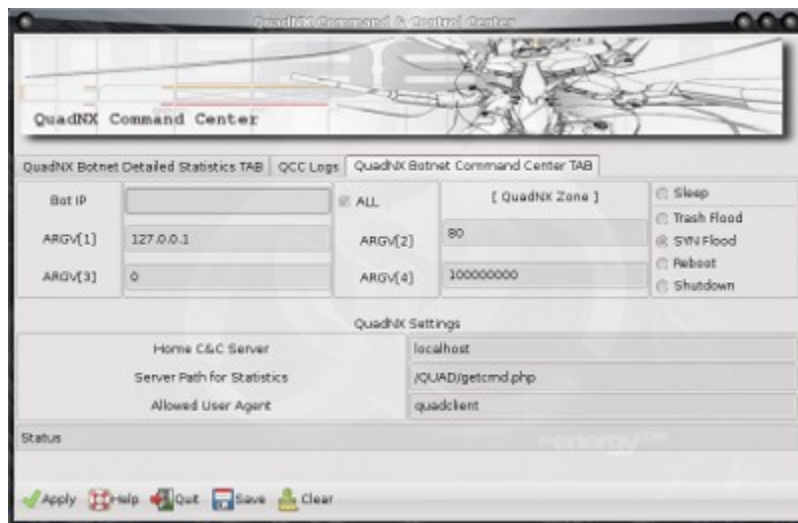 QuadNX Command & Control Center
QuadNX Command Center
QuadNX Botnet Detailed Statistics TAB
QCC Logs
QuadNX Botnet Command Center TAB
Bot IP
ALL
[ QuadNX Zone ]
Sleep
Trash Flood
ARGV[1]
127.0.0.1
ARGV[2]
80
SYN Flood
Reboot
ARGV[3]
0
ARGV[4]
100000000
Shutdown
QuadNX Settings
Home C&C Server
localhost
Server Path for Statistics
/QUAD/getcmd.php
Allowed User Agent
quadclient
Status
Apply
Help
Quit
Save
Clear